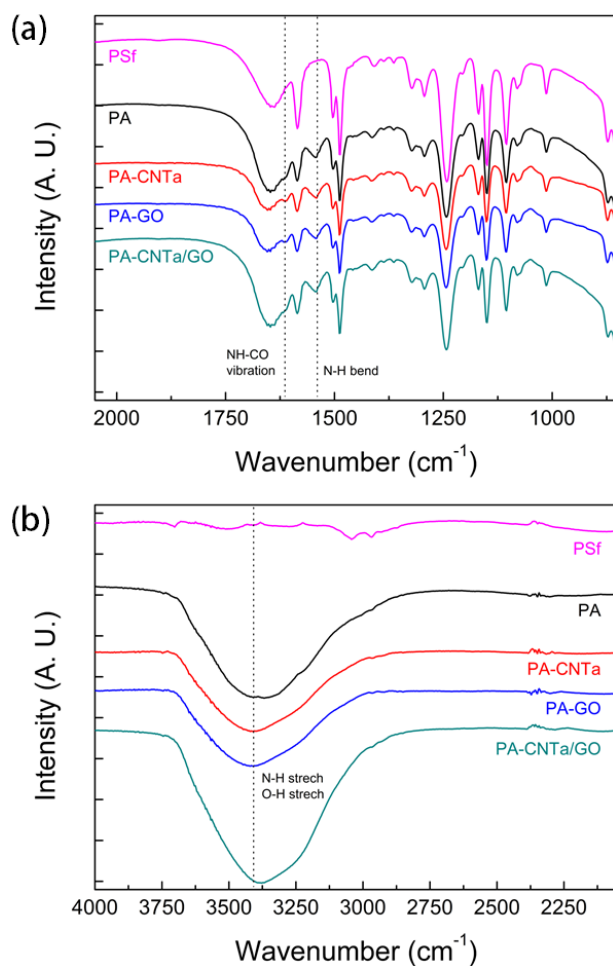 (a)
PSf
PA
PA-CNTa
PA-GO
PA-CNTa/GO
NH-CO
vibration
N-H bend
Intensity (A. U.)
2000 1750 1500 1250 1000
Wavenumber (cm⁻¹)
(b)
PSf
PA
PA-CNTa
PA-GO
PA-CNTa/GO
N-H strech
O-H strech
Intensity (A. U.)
4000 3750 3500 3250 3000 2750 2500 2250
Wavenumber (cm⁻¹)